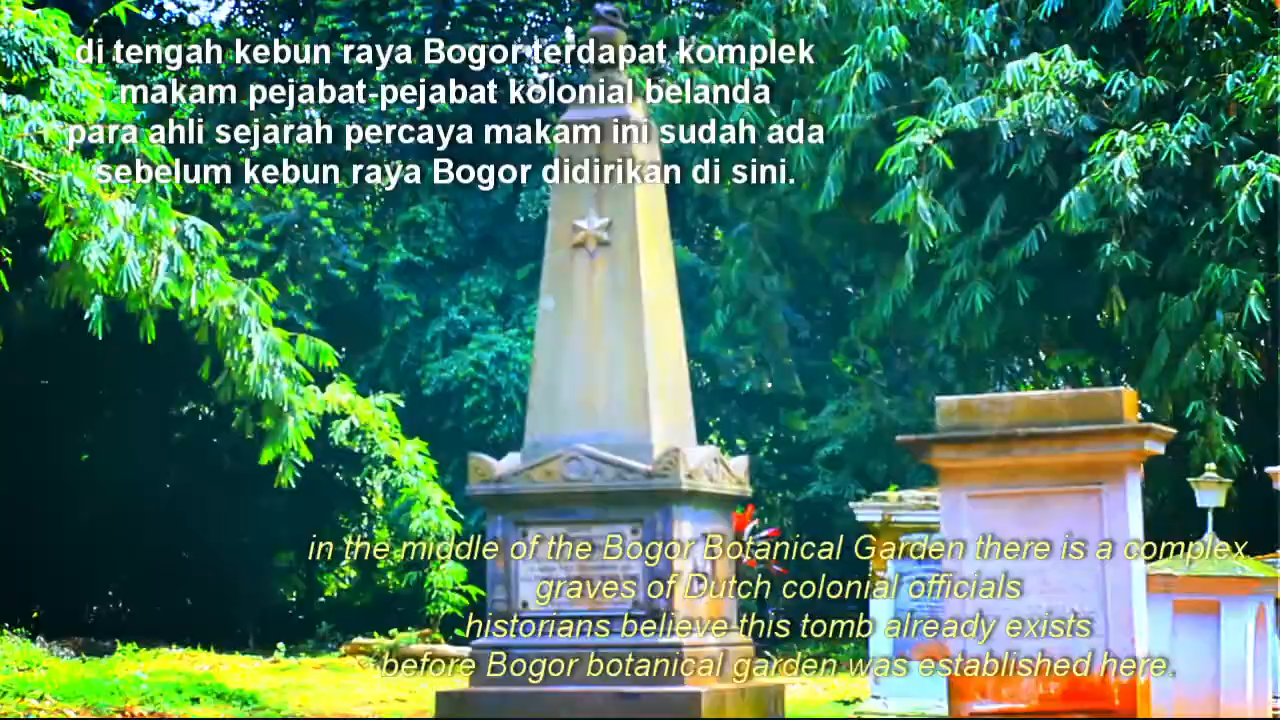 di tengah kebun raya Bogor terdapat komplek
makam pejabat-pejabat kolonial belanda
para ahli sejarah percaya makam ini sudah ada
sebelum kebun raya Bogor didirikan di sini.
in the middle of the Bogor Botanical Garden there is a complex
graves of Dutch colonial officials
historians believe this tomb already exists
before Bogor botanical garden was established here.